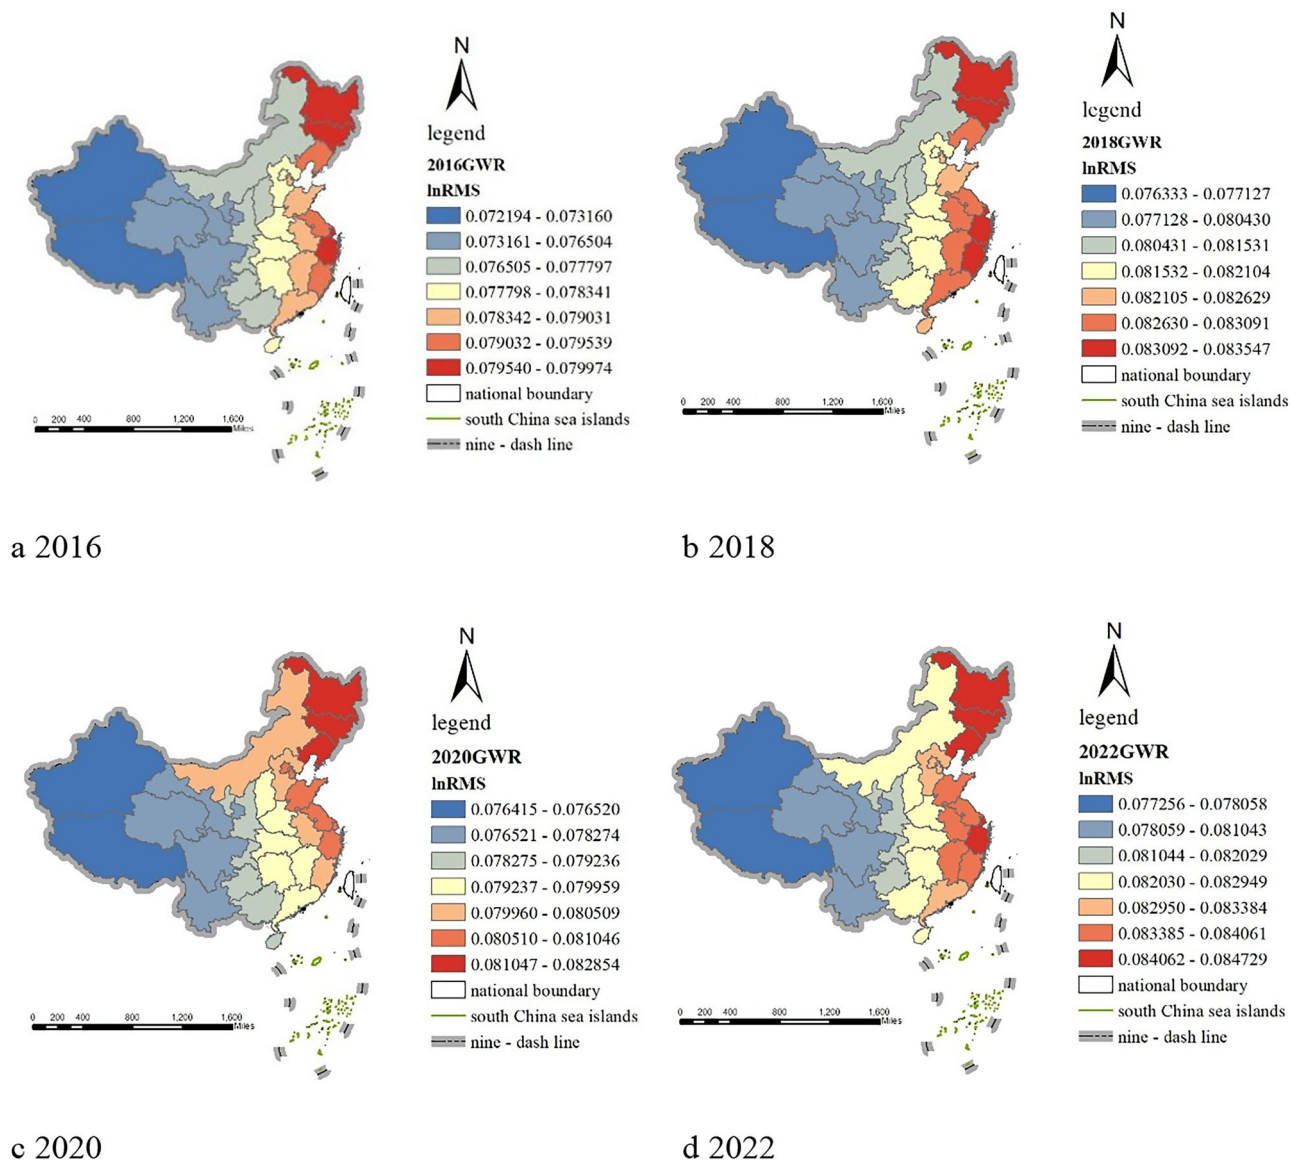 N
legend
2016GWR
lnRMS
0.072194 - 0.073160
0.073161 - 0.076504
0.076505 - 0.077797
0.077798 - 0.078341
0.078342 - 0.079031
0.079032 - 0.079539
0.079540 - 0.079974
national boundary
south China sea islands
nine - dash line
0 200 400 800 1,200 1,600
Miles
a 2016
N
legend
2018GWR
lnRMS
0.076333 - 0.077127
0.077128 - 0.080430
0.080431 - 0.081531
0.081532 - 0.082104
0.082105 - 0.082629
0.082630 - 0.083091
0.083092 - 0.083547
national boundary
south China sea islands
nine - dash line
0 200 400 800 1,200 1,600
Miles
b 2018
N
legend
2020GWR
lnRMS
0.076415 - 0.076520
0.076521 - 0.078274
0.078275 - 0.079236
0.079237 - 0.079959
0.079960 - 0.080509
0.080510 - 0.081046
0.081047 - 0.082854
national boundary
south China sea islands
nine - dash line
0 200 400 800 1,200 1,600
Miles
c 2020
N
legend
2022GWR
lnRMS
0.077256 - 0.078058
0.078059 - 0.081043
0.081044 - 0.082029
0.082030 - 0.082949
0.082950 - 0.083384
0.083385 - 0.084061
0.084062 - 0.084729
national boundary
south China sea islands
nine - dash line
0 200 400 800 1,200 1,600
Miles
d 2022